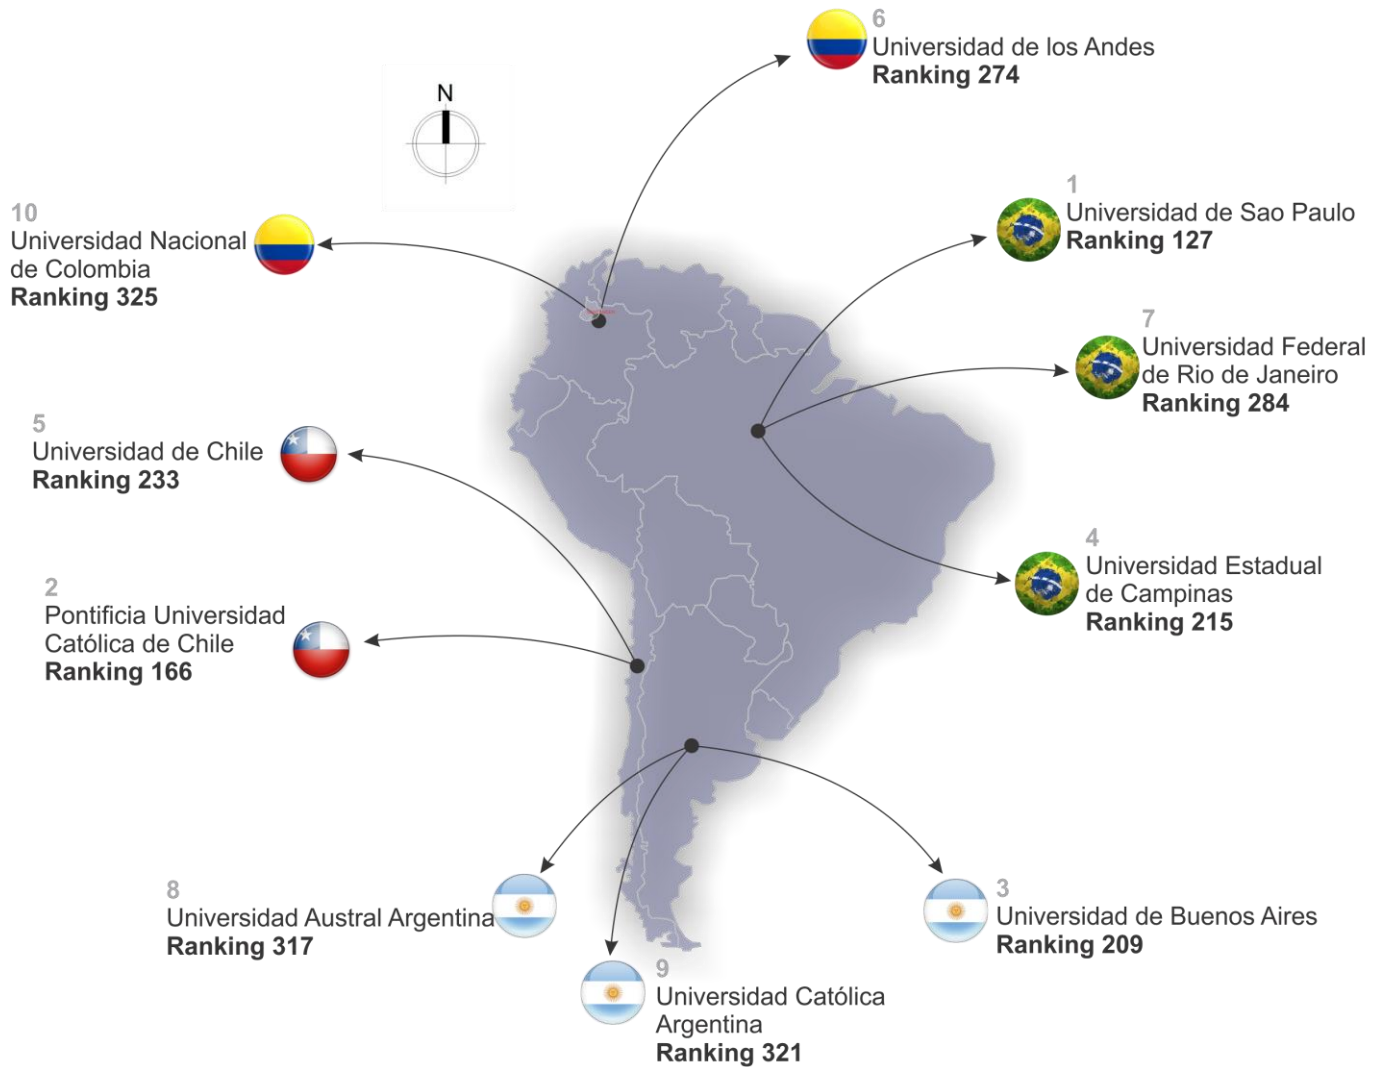 N
6
Universidad de los Andes
Ranking 274
1
Universidad de Sao Paulo
Ranking 127
10
Universidad Nacional
de Colombia
Ranking 325
7
Universidad Federal
de Rio de Janeiro
Ranking 284
5
Universidad de Chile
Ranking 233
4
Universidad Estadual
de Campinas
Ranking 215
2
Pontificia Universidad
Católica de Chile
Ranking 166
8
Universidad Austral Argentina
Ranking 317
3
Universidad de Buenos Aires
Ranking 209
9
Universidad Católica
Argentina
Ranking 321